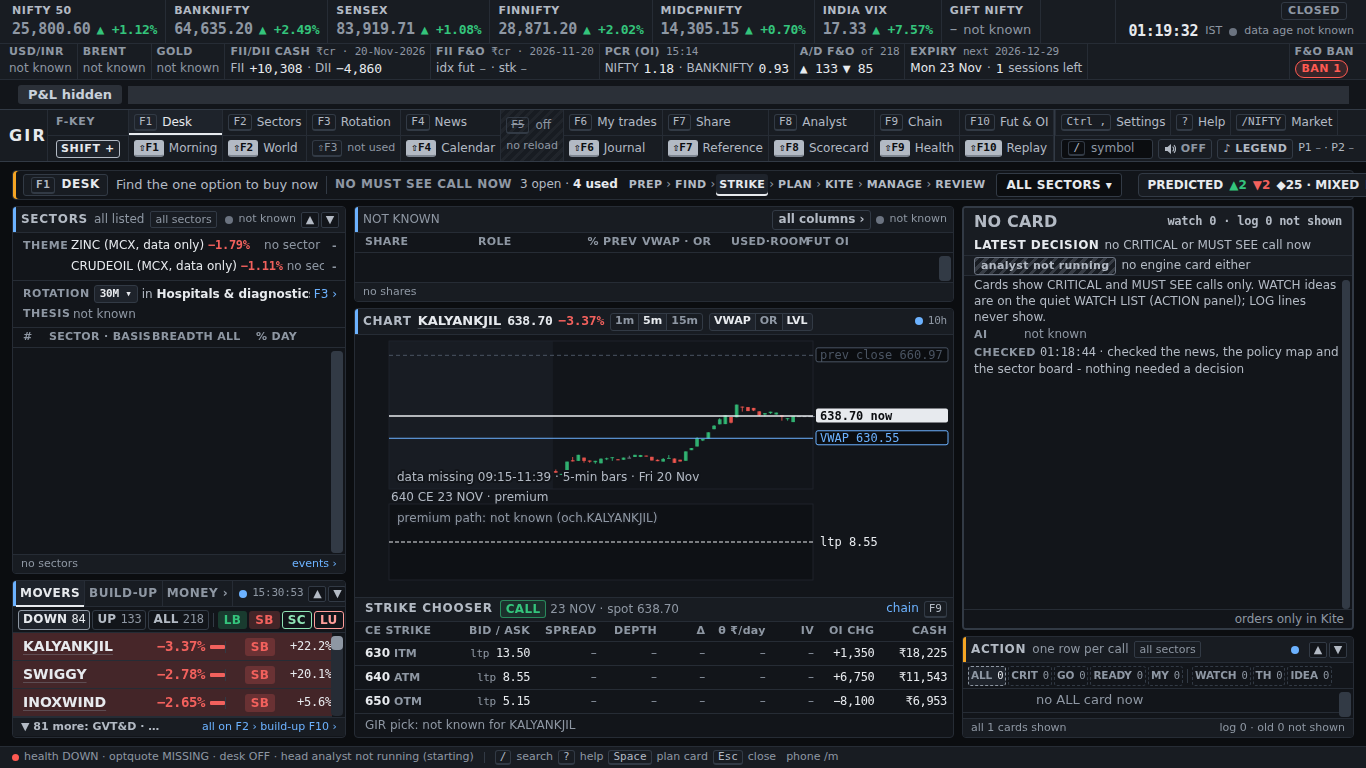 NIFTY 50 BANKNIFTY SENSEX FINNIFTY MIDCPNIFTY INDIA VIX GIFT NIFTY CLOSED
25,800.60 ▲ +1.12% 64,635.20 ▲ +2.49% 83,919.71 ▲ +1.08% 28,871.20 ▲ +2.02% 14,305.15 ▲ +0.70% 17.33 ▲ +7.57% – not known 01:19:32 IST data age not known
USD/INR BRENT GOLD FII/DII CASH ₹cr · 20-Nov-2026 FII F&O ₹cr · 2026-11-20 PCR (OI) 15:14 A/D F&O of 218 EXPIRY next 2026-12-29 F&O BAN
not known not known not known FII +10,308 · DII −4,860 idx fut – · stk – NIFTY 1.18 · BANKNIFTY 0.93 ▲ 133 ▼ 85 Mon 23 Nov · 1 sessions left BAN 1
P&L hidden
GIR F-KEY F1 Desk F2 Sectors F3 Rotation F4 News F5 off F6 My trades F7 Share F8 Analyst F9 Chain F10 Fut & OI Ctrl , Settings ? Help /NIFTY Market
SHIFT + ⇧F1 Morning ⇧F2 World ⇧F3 not used ⇧F4 Calendar no reload ⇧F6 Journal ⇧F7 Reference ⇧F8 Scorecard ⇧F9 Health ⇧F10 Replay / symbol OFF ♪ LEGEND P1 – · P2 –
F1 DESK Find the one option to buy now NO MUST SEE CALL NOW 3 open · 4 used PREP › FIND › STRIKE › PLAN › KITE › MANAGE › REVIEW ALL SECTORS ▾ PREDICTED ▲2 ▼2 ◆25 · MIXED
SECTORS all listed all sectors not known ▲ ▼
THEME ZINC (MCX, data only) −1.79% no sector -
CRUDEOIL (MCX, data only) −1.11% no sec -
ROTATION 30M ▾ in Hospitals & diagnostic F3 ›
THESIS not known
# SECTOR · BASIS BREADTH ALL % DAY
no sectors events ›
MOVERS BUILD-UP MONEY › 15:30:53 ▲ ▼
DOWN 84 UP 133 ALL 218 LB SB SC LU
KALYANKJIL −3.37% SB +22.2%
SWIGGY −2.78% SB +20.1%
INOXWIND −2.65% SB +5.6%
▼ 81 more: GVT&D · … all on F2 › build-up F10 ›
NOT KNOWN all columns › not known
SHARE ROLE % PREV VWAP · OR USED·ROOM FUT OI
no shares
CHART KALYANKJIL 638.70 −3.37% 1m 5m 15m VWAP OR LVL 10h
prev close 660.97
638.70 now
VWAP 630.55
data missing 09:15-11:39 · 5-min bars · Fri 20 Nov
640 CE 23 NOV · premium
premium path: not known (och.KALYANKJIL)
ltp 8.55
STRIKE CHOOSER CALL 23 NOV · spot 638.70 chain F9
CE STRIKE BID / ASK SPREAD DEPTH Δ θ ₹/day IV OI CHG CASH
630 ITM ltp 13.50 – – – – – +1,350 ₹18,225
640 ATM ltp 8.55 – – – – – +6,750 ₹11,543
650 OTM ltp 5.15 – – – – – −8,100 ₹6,953
GIR pick: not known for KALYANKJIL
NO CARD watch 0 · log 0 not shown
LATEST DECISION no CRITICAL or MUST SEE call now
analyst not running no engine card either
Cards show CRITICAL and MUST SEE calls only. WATCH ideas
are on the quiet WATCH LIST (ACTION panel); LOG lines
never show.
AI not known
CHECKED 01:18:44 · checked the news, the policy map and
the sector board - nothing needed a decision
orders only in Kite
ACTION one row per call all sectors ▲ ▼
ALL 0 CRIT 0 GO 0 READY 0 MY 0 WATCH 0 TH 0 IDEA 0
no ALL card now
all 1 cards shown log 0 · old 0 not shown
health DOWN · optquote MISSING · desk OFF · head analyst not running (starting) / search ? help Space plan card Esc close phone /m